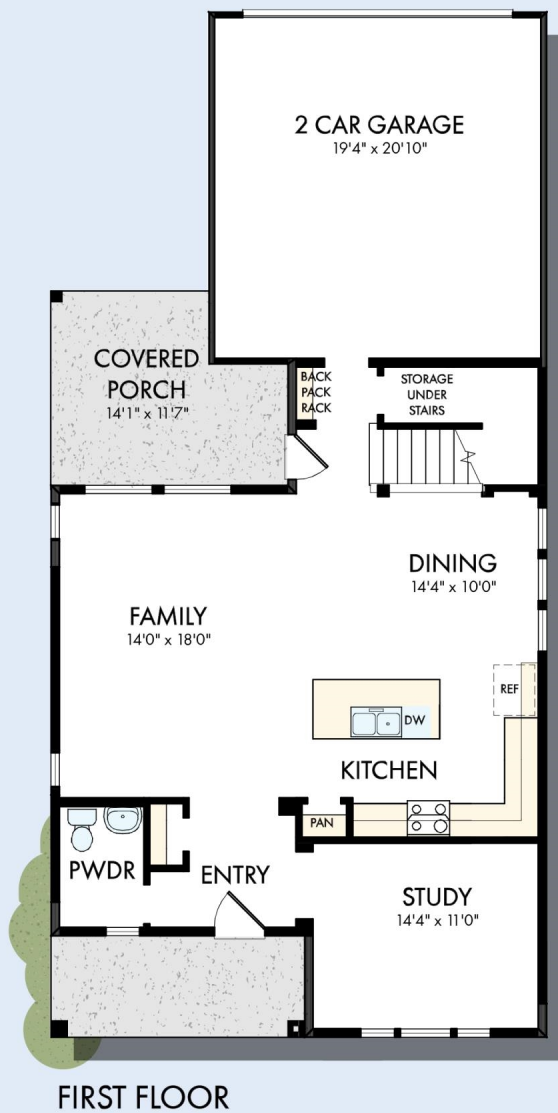 2 CAR GARAGE
19'4" x 20'10"
COVERED
PORCH
14'1" x 11'7"
BACK
PACK
RACK
STORAGE
UNDER
STAIRS
DINING
14'4" x 10'0"
FAMILY
14'0" x 18'0"
REF
DW
KITCHEN
PAN
PWDR
ENTRY
STUDY
14'4" x 11'0"
FIRST FLOOR